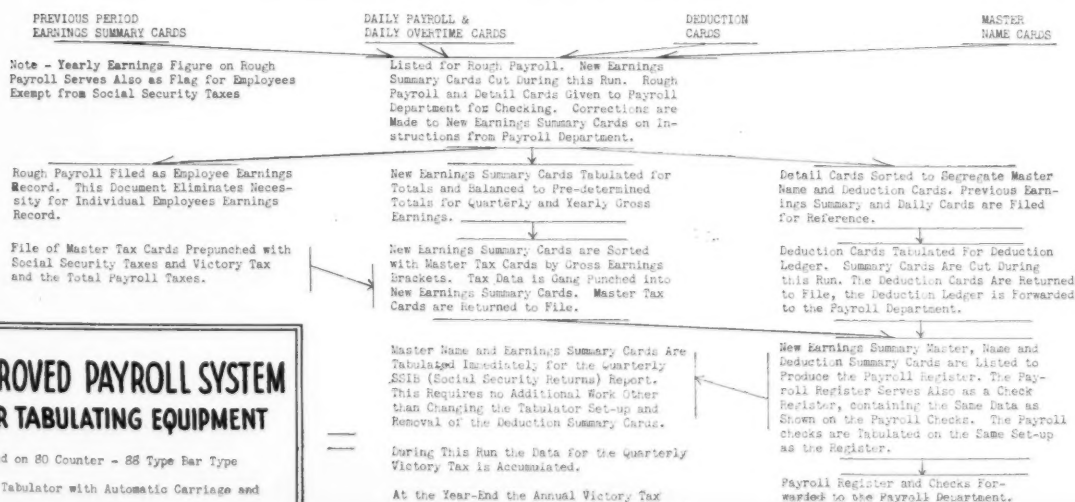 PREVIOUS PERIOD
EARNINGS SUMMARY CARDS
DAILY PAYROLL &
DAILY OVERTIME CARDS
DEDUCTION
CARDS
MASTER
NAME CARDS
Note - Yearly Earnings Figure on Rough
Payroll Serves Also as Flag for Employees
Exempt from Social Security Taxes
Listed for Rough Payroll. New Earnings
Summary Cards Cut During this Run. Rough
Payroll and Detail Cards Given to Payroll
Department for Checking. Corrections are
Made to New Earnings Summary Cards on In-
structions from Payroll Department.
Rough Payroll Filed as Employee Earnings
Record. This Document Eliminates Neces-
sity for Individual Employees Earnings
Record.
New Earnings Summary Cards Tabulated for
Totals and Balanced to Pre-determined
Totals for Quarterly and Yearly Gross
Earnings.
Detail Cards Sorted to Segregate Master
Name and Deduction Cards. Previous Earn-
ings Summary and Daily Cards are Filed
for Reference.
File of Master Tax Cards Prepunched with
Social Security Taxes and Victory Tax
and the Total Payroll Taxes.
New Earnings Summary Cards are Sorted
with Master Tax Cards by Gross Earnings
Brackets. Tax Data is Gang Punched into
New Earnings Summary Cards. Master Tax
Cards are Returned to File.
Deduction Cards Tabulated For Deduction
Ledger. Summary Cards Are Cut During
this Run. The Deduction Cards Are Returned
to File, the Deduction Ledger is Forwarded
to the Payroll Department.
ROVED PAYROLL SYSTEM
R TABULATING EQUIPMENT
d on 80 Counter - 88 Type Bar Type
Tabulator with Automatic Carriage and
Master Name and Earnings Summary Cards Are
Tabulated Immediately for the Quarterly
SSIB (Social Security Returns) Report.
This Requires no Additional Work Other
than Changing the Tabulator Set-up and
Removal of the Deduction Summary Cards.
During This Run the Data for the Quarterly
Victory Tax is Accumulated.
At the Year-End the Annual Victory Tax
New Earnings Summary Master, Name and
Deduction Summary Cards are Listed to
Produce the Payroll Register. The Pay-
roll Register Serves Also as a Check
Register, containing the Same Data as
Shown on the Payroll Checks. The Payroll
checks are Tabulated on the Same Set-up
as the Register.
Payroll Register and Checks For-
warded to the Payroll Department.